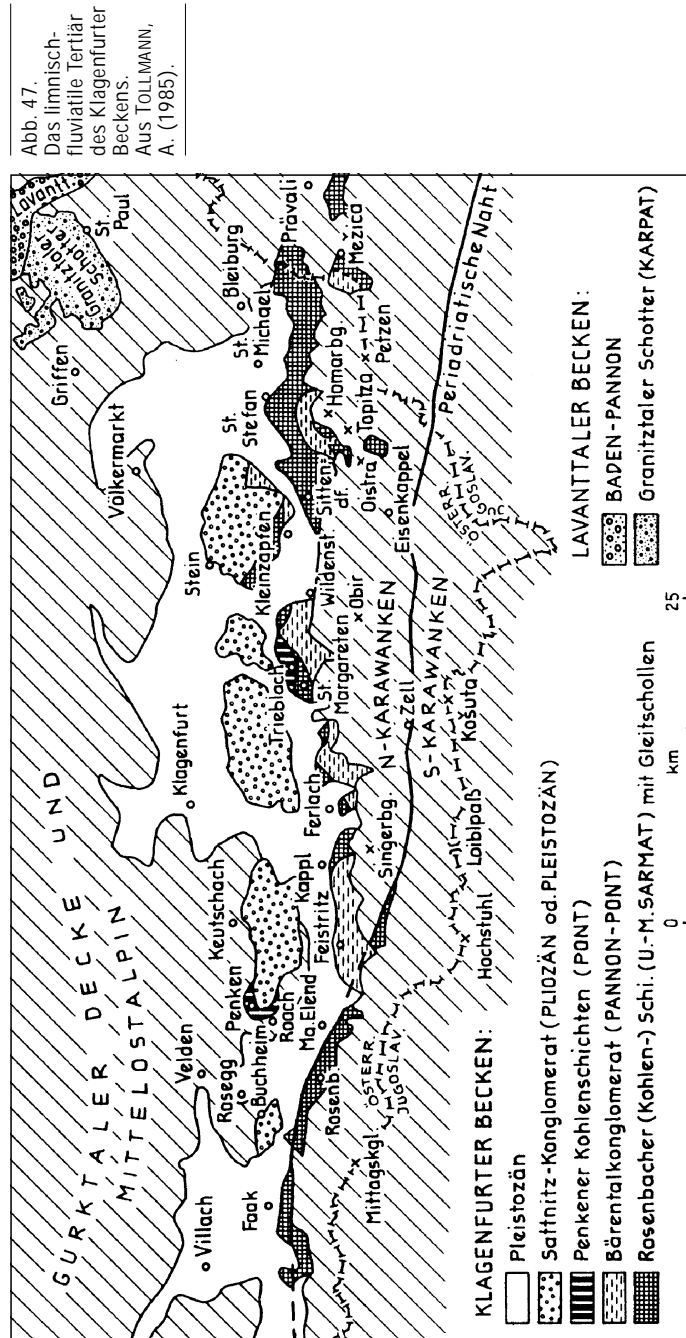 Abb. 47.
Das limnisch-
fluviatile Tertiär
des Klagenfurter
Beckens.
Aus TOLLMANN,
A. (1985).
GURKTALER DECKE UND
MITTELOSTALPIN
Villach
Velden
Faak
Rosegg
Buchheim
Penken
Roach
Ma. Elend
Rosenb.
Mittagskgl.
ÖSTERR.
JUGOSLAV.
Keutschach
Kappl
Feistritz
Klagenfurt
Ferlach
Singerbg.
Hochstuhl
Loiblpaß
Košuta
Zell
N-KARAWANKEN
S-KARAWANKEN
Trieblach
St.
Margareten
Obir
Wildenst.
Kleinzapfen
Stein
Völkermarkt
Griffen
Granitztaler
Schotter
Lavantt.
St.
Paul
St.
Stefan
St.
Michael
Bleiburg
Prävali
Mezica
Sitten-
df.
Homarbg.
Topitza
Petzen
Oistra
Eisenkappel
ÖSTERR.
JUGOSLAV.
Periadriatische Naht
KLAGENFURTER BECKEN:
Pleistozän
Sattnitz-Konglomerat (PLIOZÄN od. PLEISTOZÄN)
Penkener Kohlenschichten (PONT)
Bärentalkonglomerat (PANNON-PONT)
Rosenbacher (Kohlen-) Schi. (U.-M. SARMAT) mit Gleitschollen
LAVANTTALER BECKEN:
BADEN-PANNON
Granitztaler Schotter (KARPAT)
0 km 25